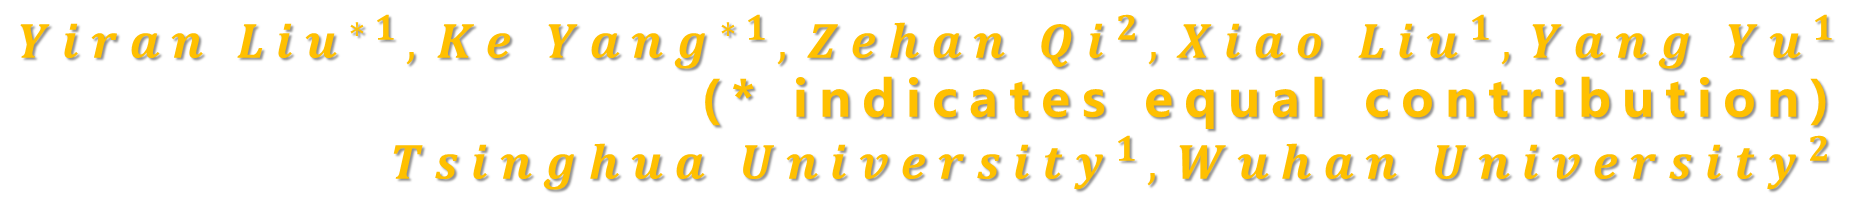 Yiran Liu*¹, Ke Yang*¹, Zehan Qi², Xiao Liu¹, Yang Yu¹
(* indicates equal contribution)
Tsinghua University¹, Wuhan University²